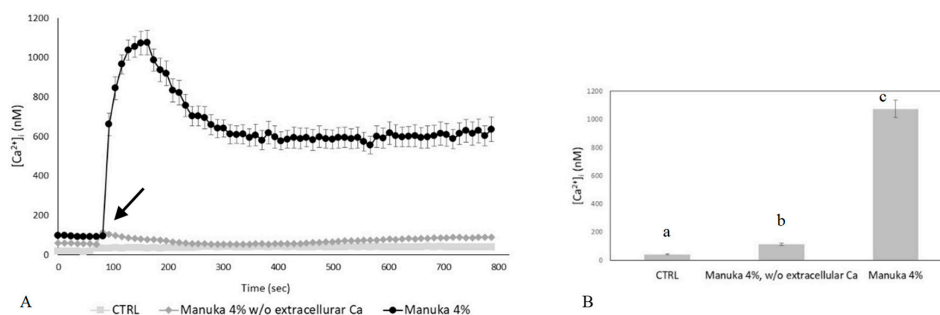 1200
1000
800
600
400
200
0
[Ca²⁺]ᵢ (nM)
0 100 200 300 400 500 600 700 800
Time (sec)
A
CTRL Manuka 4% w/o extracellurar Ca Manuka 4%
1200
1000
800
600
400
200
0
[Ca²⁺]ᵢ (nM)
a
b
c
CTRL Manuka 4%, w/o extracellular Ca Manuka 4%
B